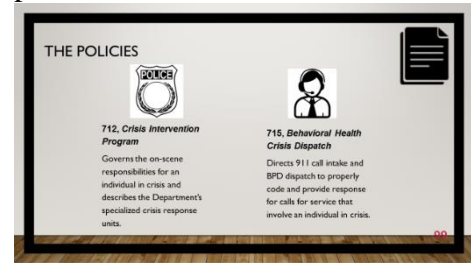 THE POLICIES
POLICE
712, Crisis Intervention
Program
Governs the on-scene
responsibilities for an
individual in crisis and
describes the Department's
specialized crisis response
units.
715, Behavioral Health
Crisis Dispatch
Directs 911 call intake and
BPD dispatch to properly
code and provide response
for calls for service that
involve an individual in crisis.
99